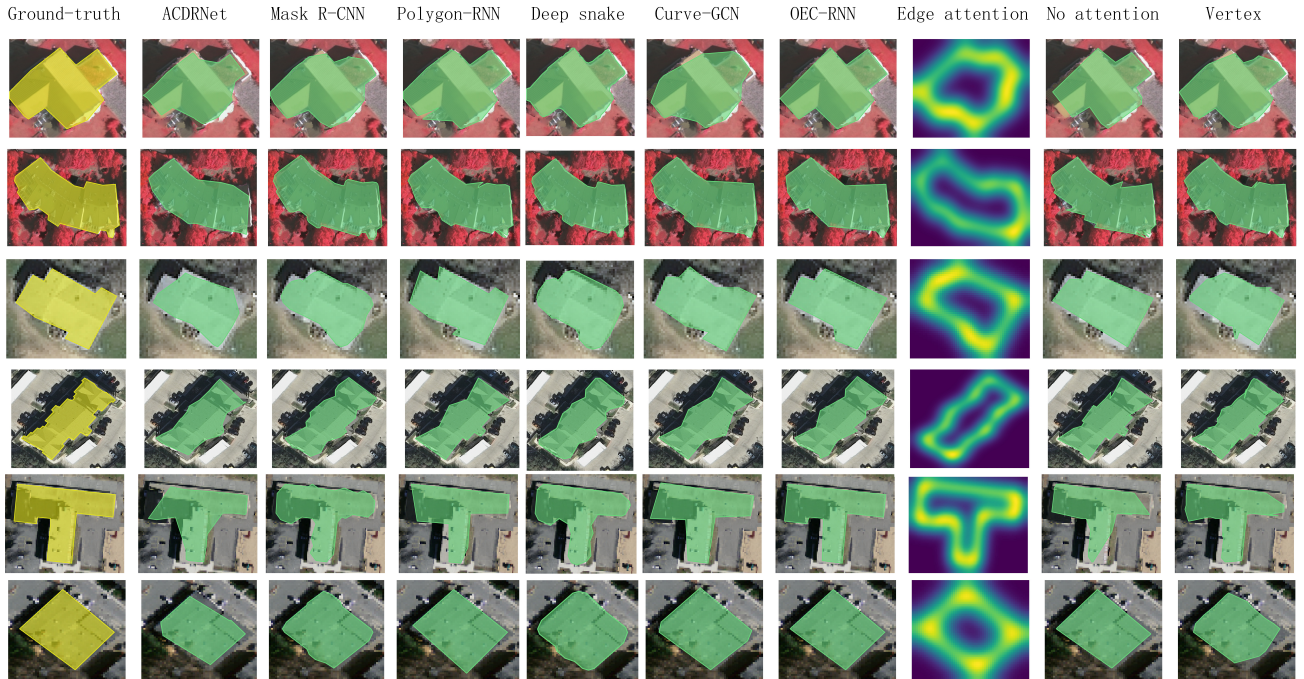 Ground-truth ACDRNet Mask R-CNN Polygon-RNN Deep snake Curve-GCN OEC-RNN Edge attention No attention Vertex